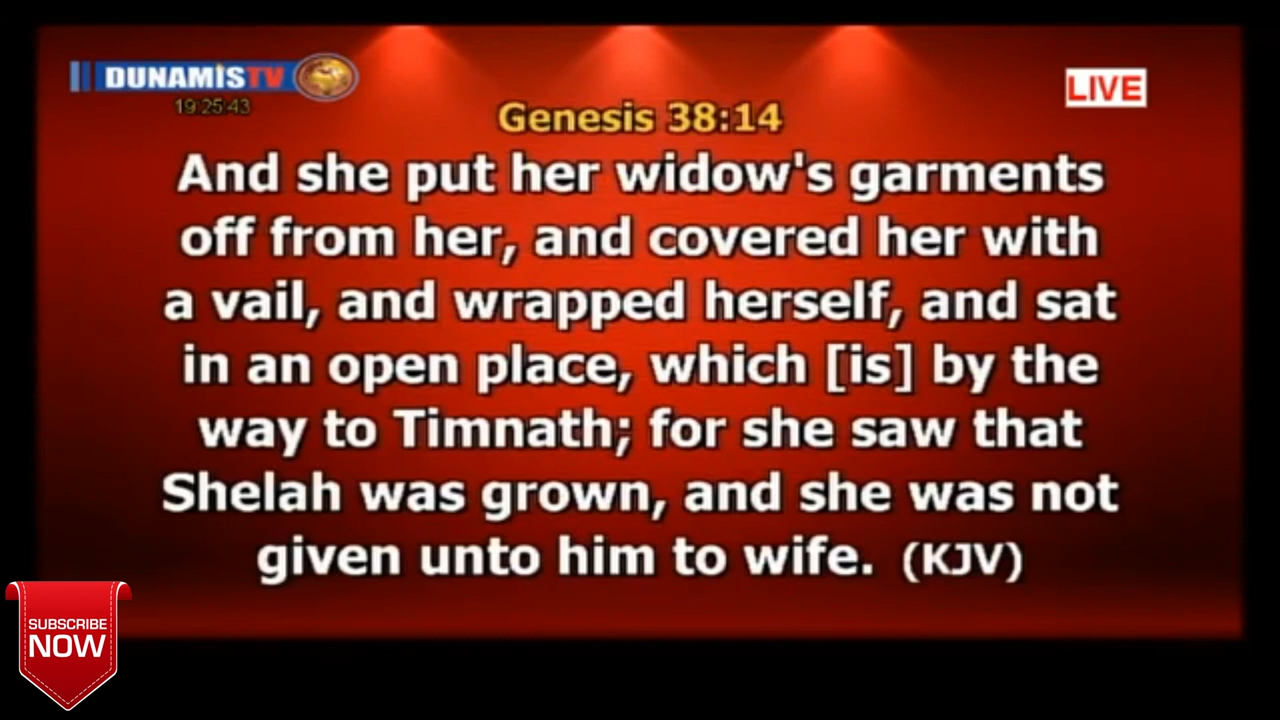 DUNAMIS TV
19:25:43
LIVE
Genesis 38:14
And she put her widow's garments
off from her, and covered her with
a vail, and wrapped herself, and sat
in an open place, which [is] by the
way to Timnath; for she saw that
Shelah was grown, and she was not
given unto him to wife. (KJV)
SUBSCRIBE
NOW